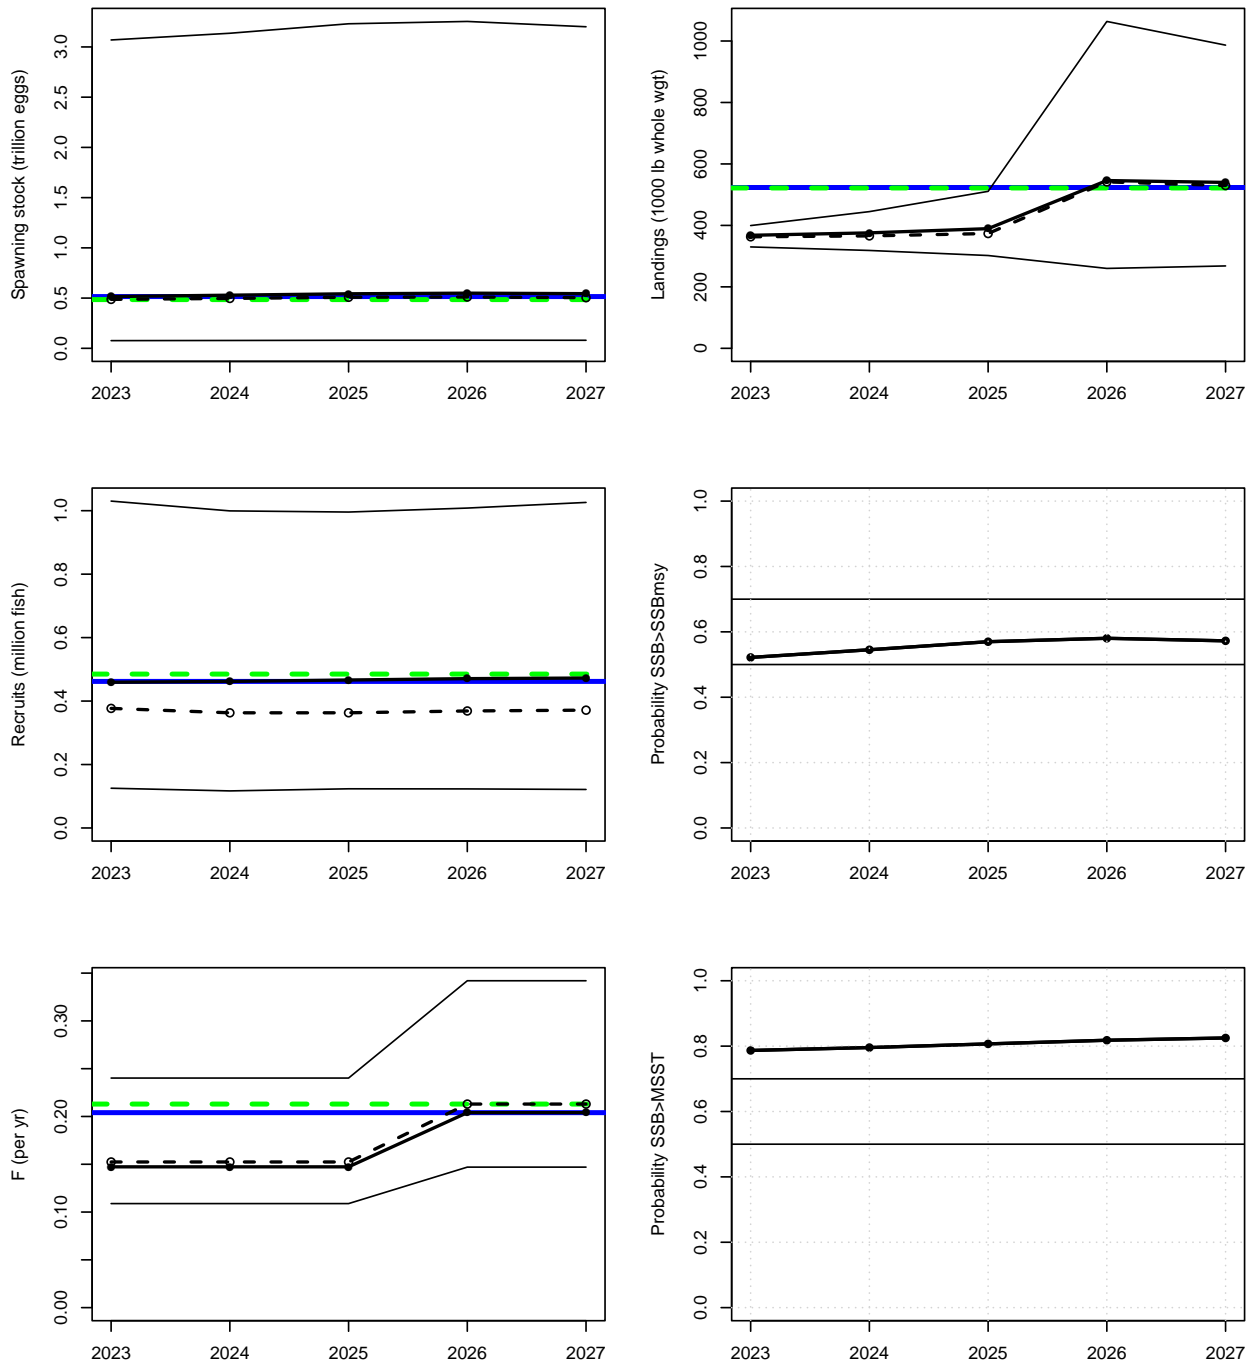 Spawning stock (trillion eggs)
0.0 0.5 1.0 1.5 2.0 2.5 3.0
2023 2024 2025 2026 2027
Landings (1000 lb whole wgt)
0 200 400 600 800 1000
2023 2024 2025 2026 2027
Recruits (million fish)
0.0 0.2 0.4 0.6 0.8 1.0
2023 2024 2025 2026 2027
Probability SSB>SSBmsy
0.0 0.2 0.4 0.6 0.8 1.0
2023 2024 2025 2026 2027
F (per yr)
0.00 0.10 0.20 0.30
2023 2024 2025 2026 2027
Probability SSB>MSST
0.0 0.2 0.4 0.6 0.8 1.0
2023 2024 2025 2026 2027